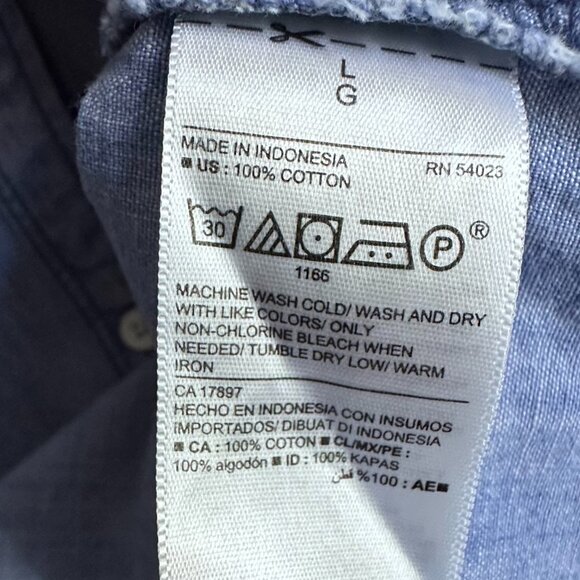 L
G
MADE IN INDONESIA RN 54023
■ US : 100% COTTON
30 P ®
1166
MACHINE WASH COLD/ WASH AND DRY
WITH LIKE COLORS/ ONLY
NON-CHLORINE BLEACH WHEN
NEEDED/ TUMBLE DRY LOW/ WARM
IRON
CA 17897
HECHO EN INDONESIA CON INSUMOS
IMPORTADOS/ DIBUAT DI INDONESIA
■ CA : 100% COTTON ■ CL/MX/PE :
100% algodón ■ ID : 100% KAPAS
■AE : 100% قطن